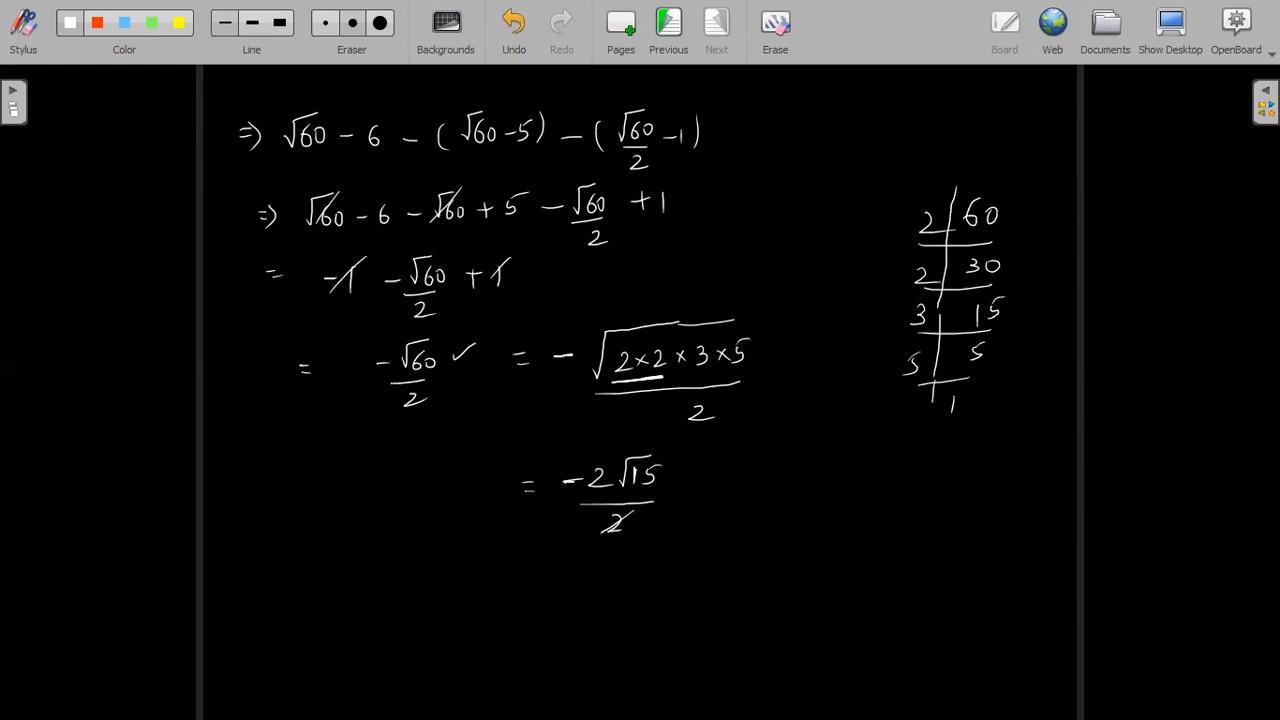 Stylus Color Line Eraser Backgrounds Undo Redo Pages Previous Next Erase Board Web Documents Show Desktop OpenBoard
=> √60 - 6 - (√60 - 5) - (√60/2 - 1)
=> √60 - 6 - √60 + 5 - √60/2 + 1
= -1 - √60/2 + 1
= -√60/2 ✓ = - √(2×2×3×5)/2
= -2√15/2
2 | 60
2 | 30
3 | 15
5 | 5
1